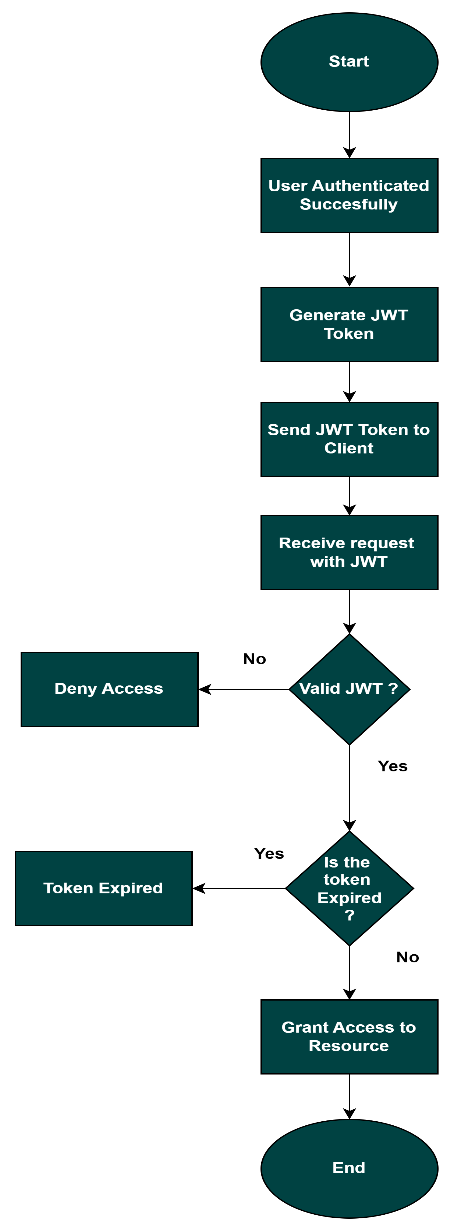 Start
User Authenticated
Succesfully
Generate JWT
Token
Send JWT Token to
Client
Receive request
with JWT
No
Deny Access
Valid JWT ?
Yes
Yes
Token Expired
Is the
token
Expired
?
No
Grant Access to
Resource
End